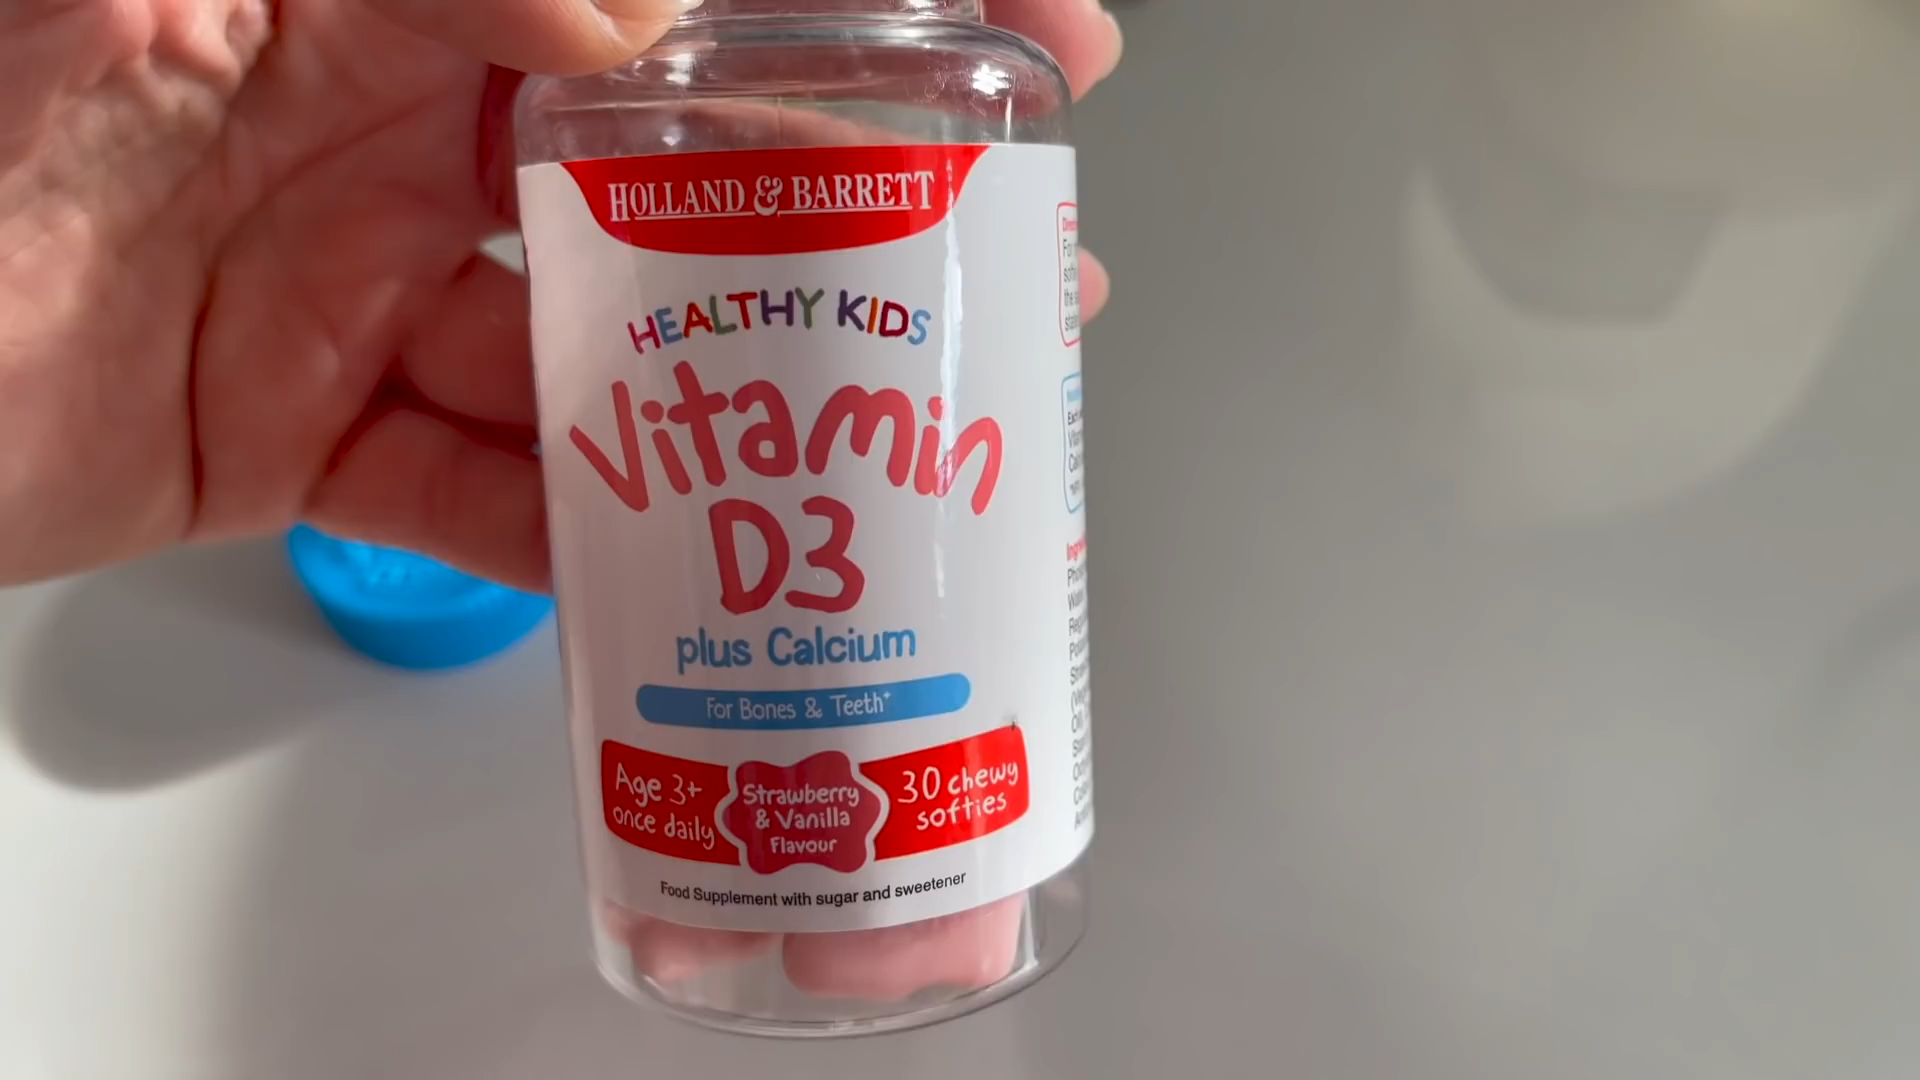 HOLLAND & BARRETT
HEALTHY KIDS
Vitamin
D3
plus Calcium
For Bones & Teeth+
Age 3+
once daily
Strawberry
& Vanilla
Flavour
30 chewy
softies
Food Supplement with sugar and sweetener